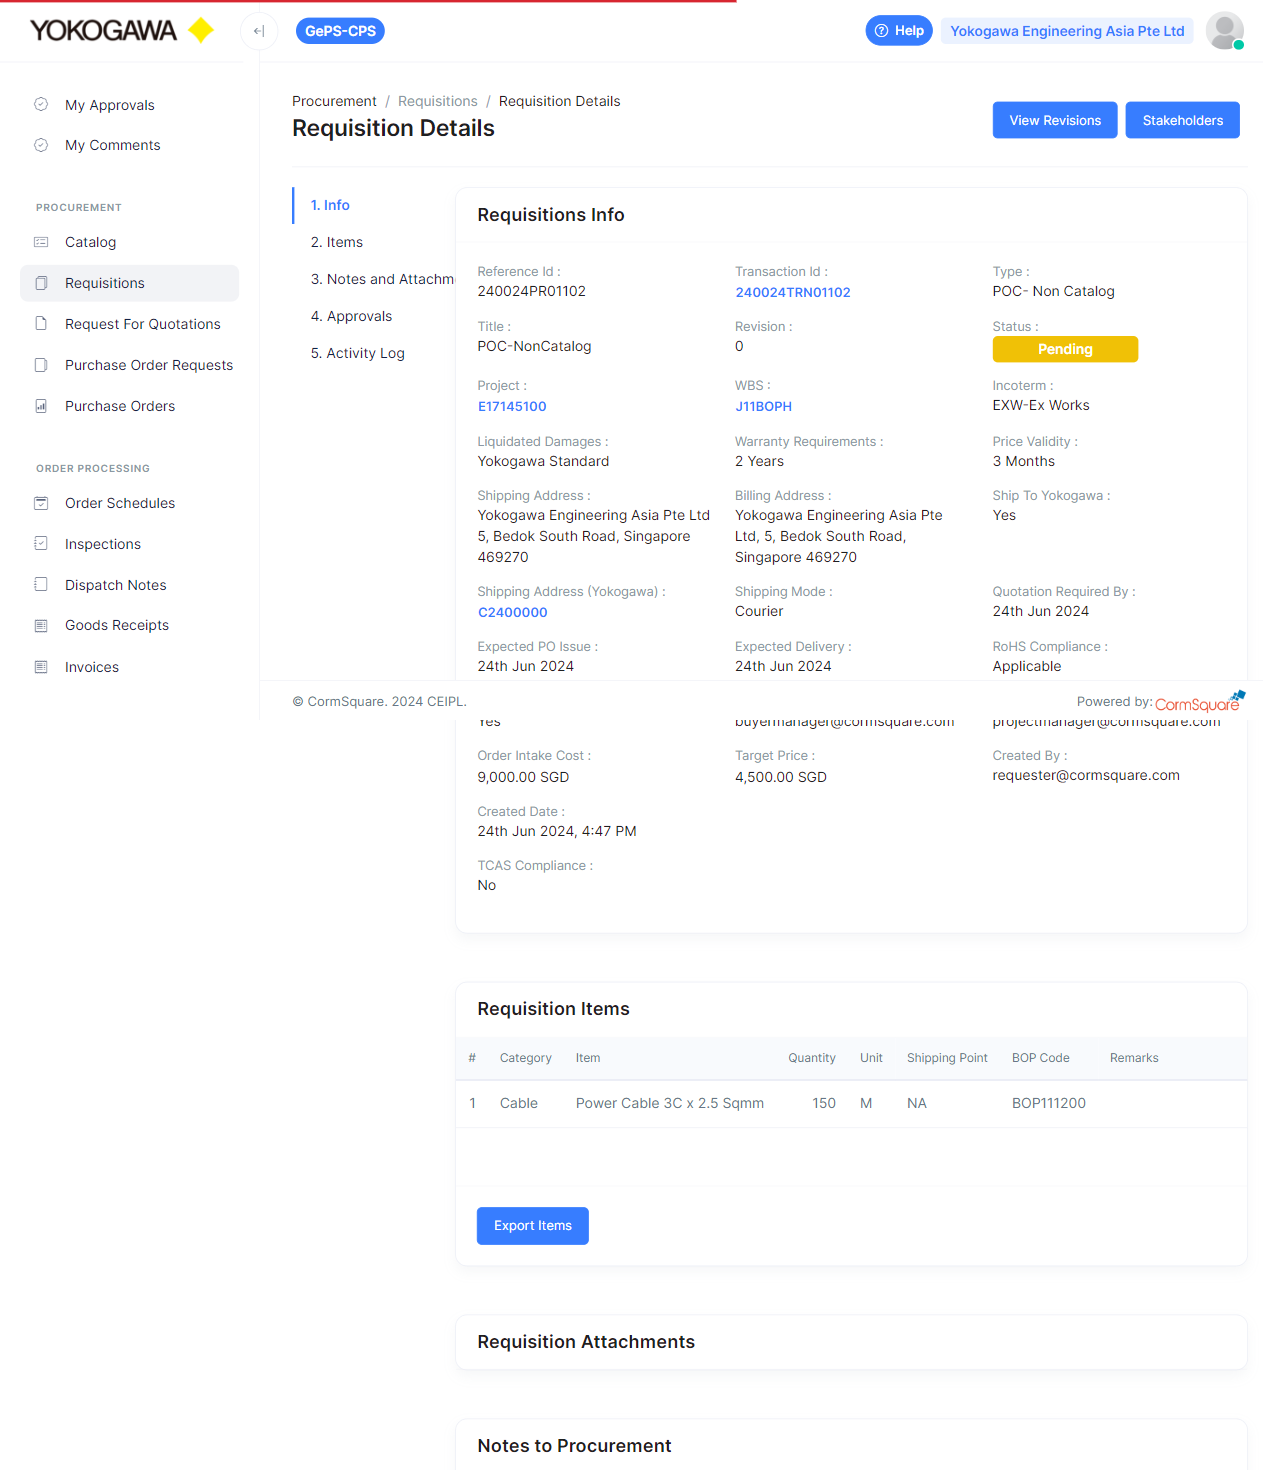 YOKOGAWA
GePS-CPS
Help
Yokogawa Engineering Asia Pte Ltd
My Approvals
My Comments
PROCUREMENT
Catalog
Requisitions
Request For Quotations
Purchase Order Requests
Purchase Orders
ORDER PROCESSING
Order Schedules
Inspections
Dispatch Notes
Goods Receipts
Invoices
Procurement / Requisitions / Requisition Details
Requisition Details
View Revisions
Stakeholders
1. Info
2. Items
3. Notes and Attachm
4. Approvals
5. Activity Log
Requisitions Info
Reference Id :
240024PR01102
Transaction Id :
240024TRN01102
Type :
POC- Non Catalog
Title :
POC-NonCatalog
Revision :
0
Status :
Pending
Project :
E17145100
WBS :
J11BOPH
Incoterm :
EXW-Ex Works
Liquidated Damages :
Yokogawa Standard
Warranty Requirements :
2 Years
Price Validity :
3 Months
Shipping Address :
Yokogawa Engineering Asia Pte Ltd
5, Bedok South Road, Singapore
469270
Billing Address :
Yokogawa Engineering Asia Pte
Ltd, 5, Bedok South Road,
Singapore 469270
Ship To Yokogawa :
Yes
Shipping Address (Yokogawa) :
C2400000
Shipping Mode :
Courier
Quotation Required By :
24th Jun 2024
Expected PO Issue :
24th Jun 2024
Expected Delivery :
24th Jun 2024
RoHS Compliance :
Applicable
© CormSquare. 2024 CEIPL.
Powered by: CormSquare
Yes
buyermanager@cormsquare.com
projectmanager@cormsquare.com
Order Intake Cost :
9,000.00 SGD
Target Price :
4,500.00 SGD
Created By :
requester@cormsquare.com
Created Date :
24th Jun 2024, 4:47 PM
TCAS Compliance :
No
Requisition Items
# Category Item Quantity Unit Shipping Point BOP Code Remarks
1 Cable Power Cable 3C x 2.5 Sqmm 150 M NA BOP111200
Export Items
Requisition Attachments
Notes to Procurement